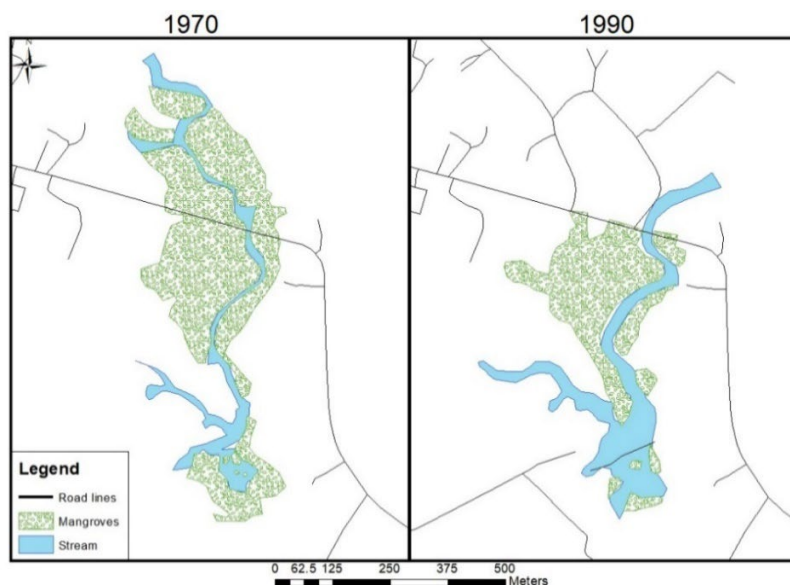 1970
1990
N
Legend
Road lines
Mangroves
Stream
0 62.5 125 250 375 500
Meters